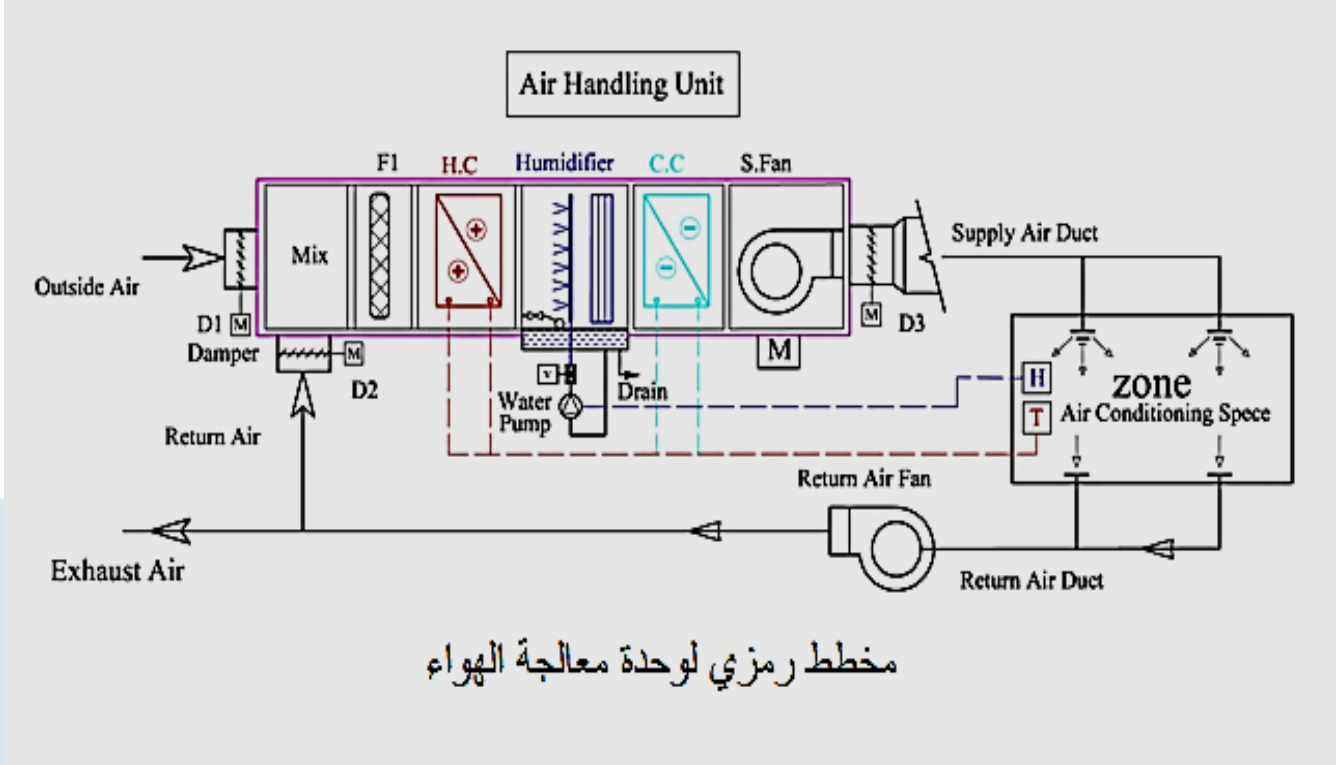 Air Handling Unit
F1
H.C
Humidifier
C.C
S.Fan
Mix
Outside Air
D1
M
Damper
M
D2
V
Water
Pump
Drain
M
M
D3
Supply Air Duct
H
T
zone
Air Conditioning Spece
Return Air
Return Air Fan
Exhaust Air
Return Air Duct
مخطط رمزي لوحدة معالجة الهواء